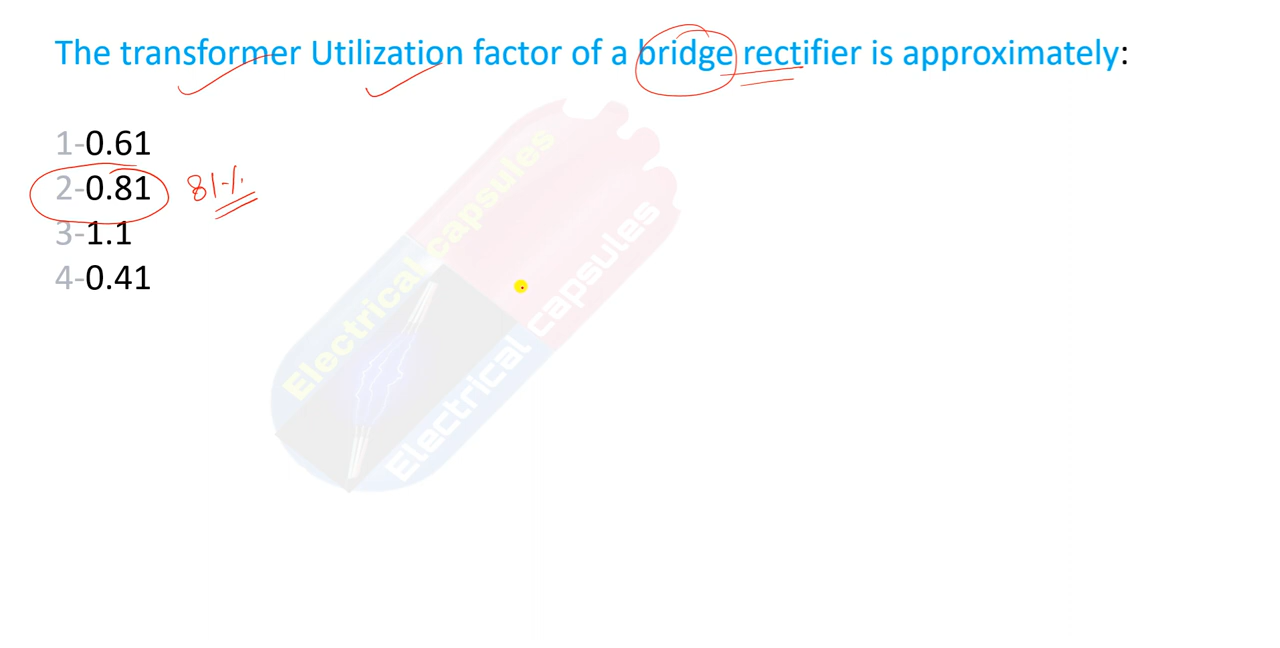 The transformer Utilization factor of a bridge rectifier is approximately:
1-0.61
2-0.81 81%
3-1.1
4-0.41
Electrical capsules
Electrical capsules